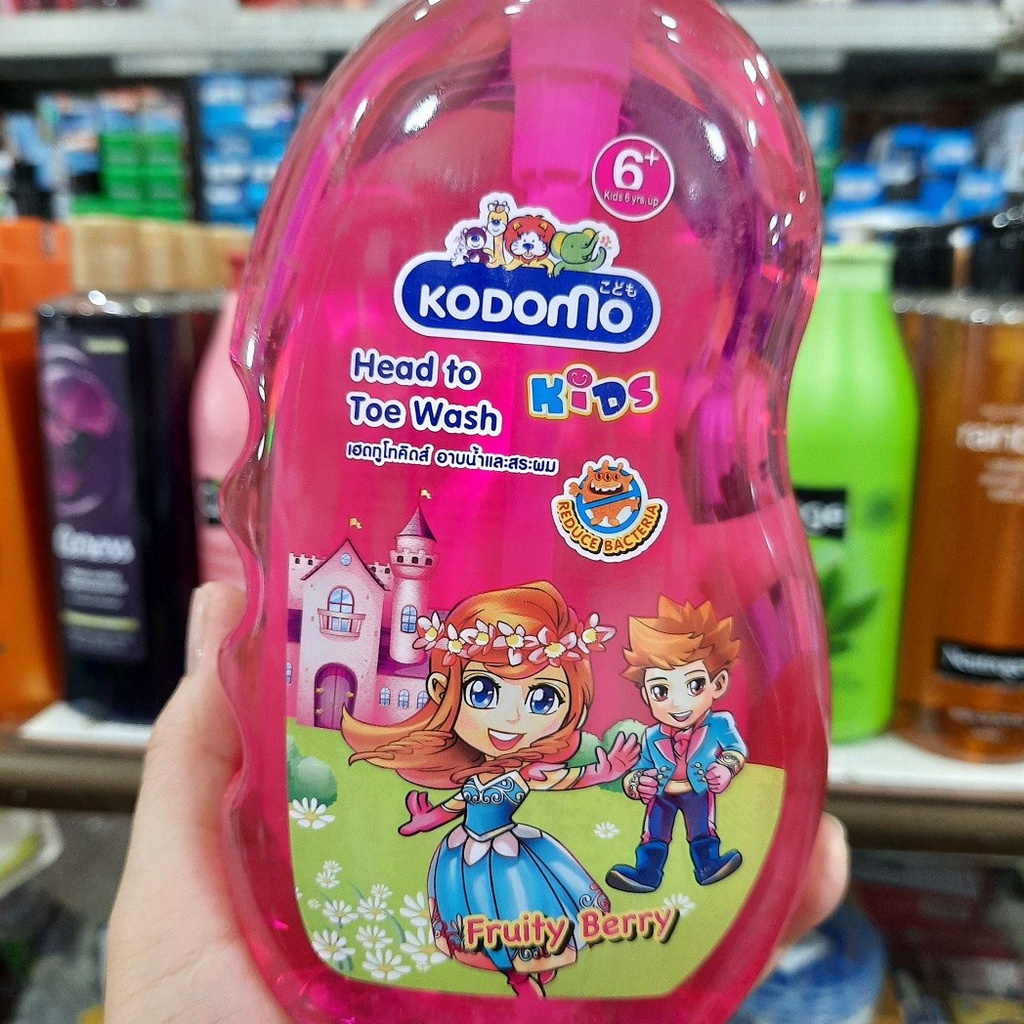 6+
Kids 6 yrs. up
こども
KODOMO
Head to
Toe Wash
KiDS
เฮดทูโทคิดส์ อาบน้ำและสระผม
REDUCE BACTERIA
Fruity Berry